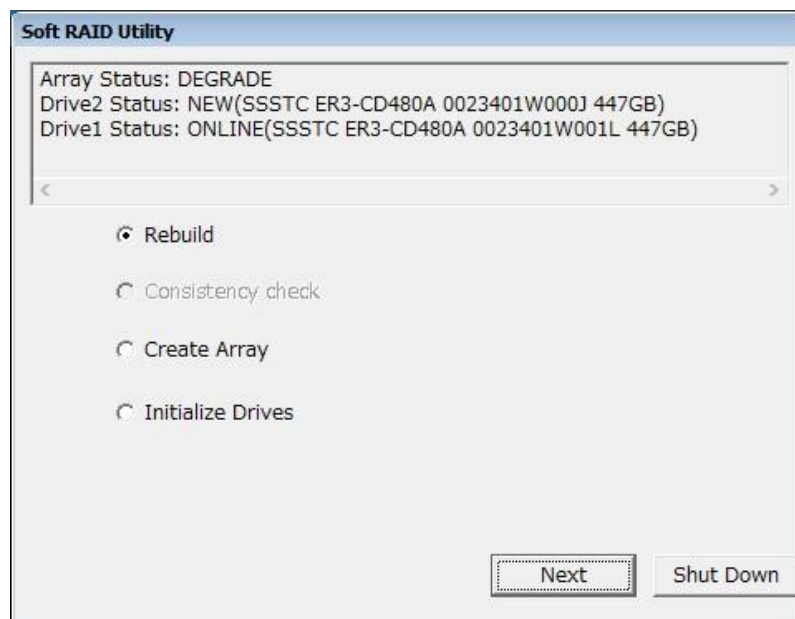 Soft RAID Utility
Array Status: DEGRADE
Drive2 Status: NEW(SSSTC ER3-CD480A 0023401W000J 447GB)
Drive1 Status: ONLINE(SSSTC ER3-CD480A 0023401W001L 447GB)
Rebuild
Consistency check
Create Array
Initialize Drives
Next
Shut Down